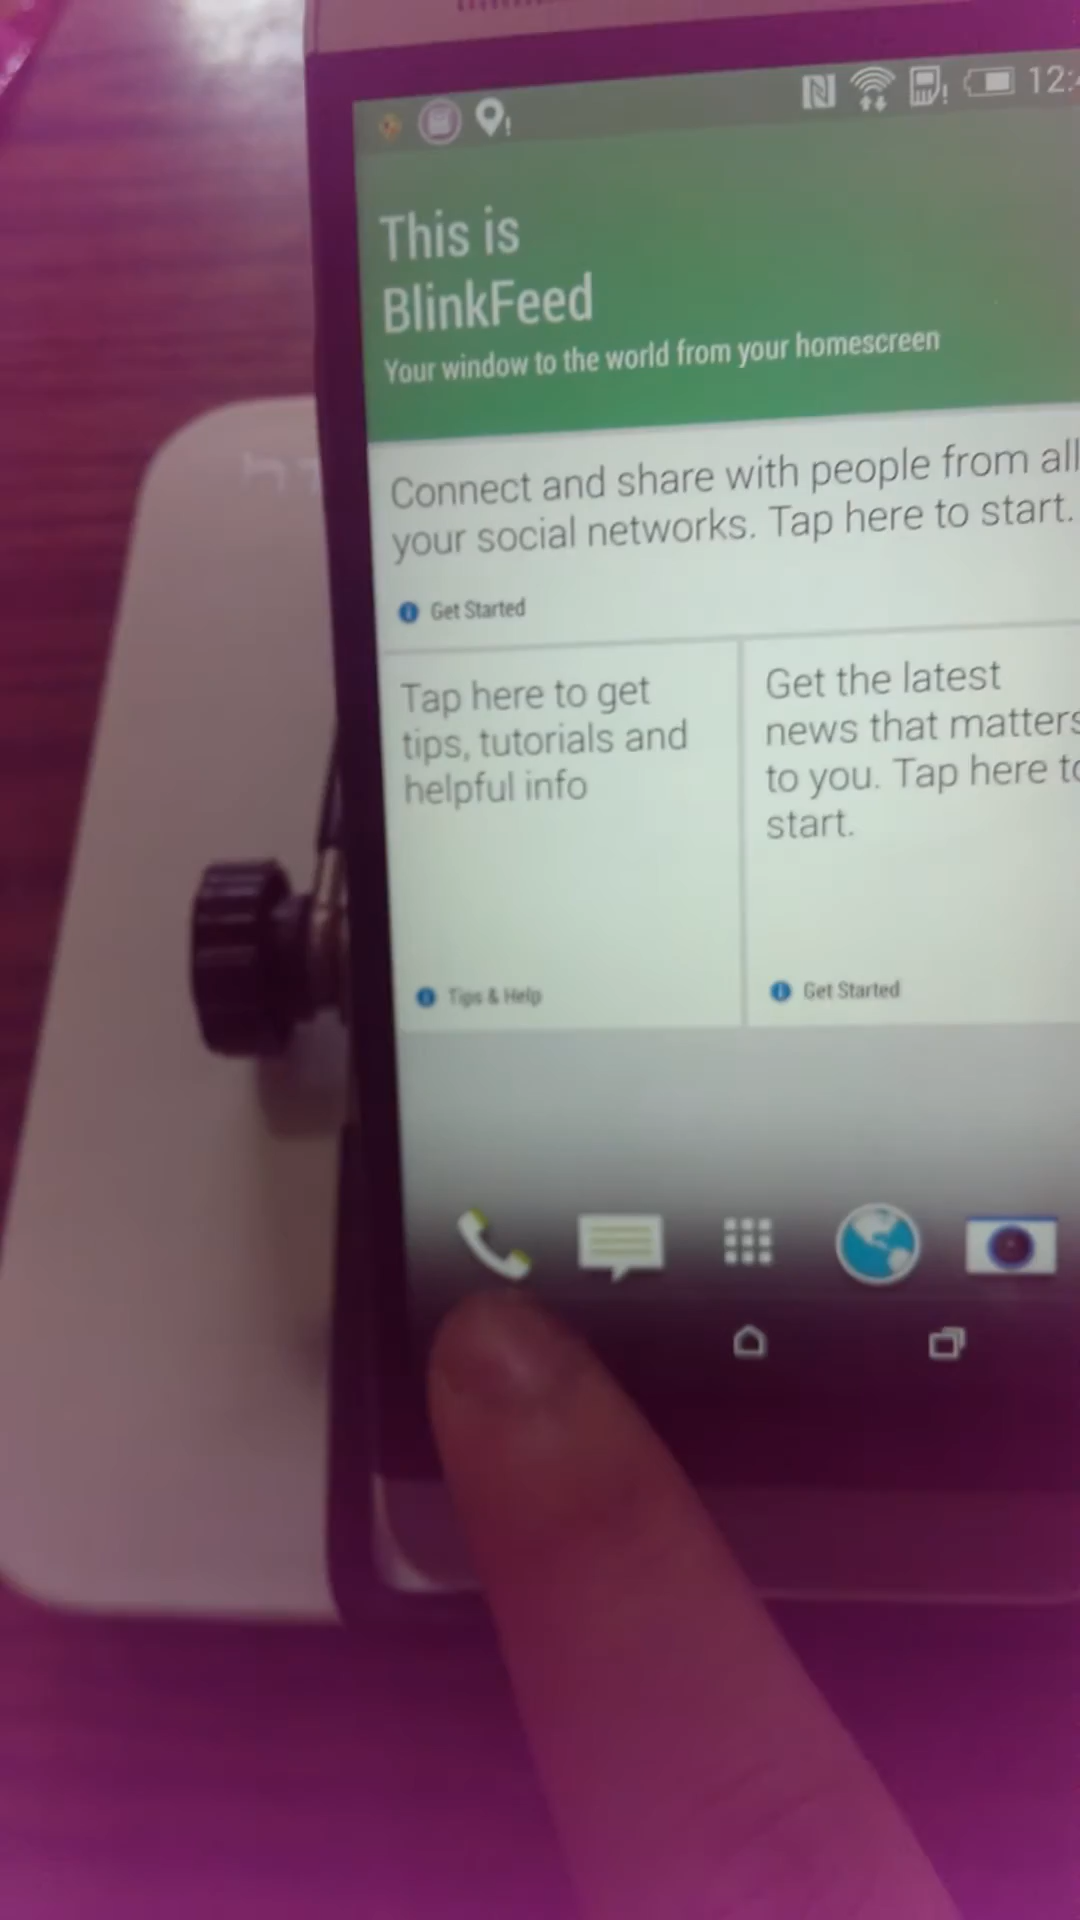 12:
This is
BlinkFeed
Your window to the world from your homescreen
Connect and share with people from all
your social networks. Tap here to start.
Get Started
Tap here to get
tips, tutorials and
helpful info
Tips & Help
Get the latest
news that matters
to you. Tap here to
start.
Get Started